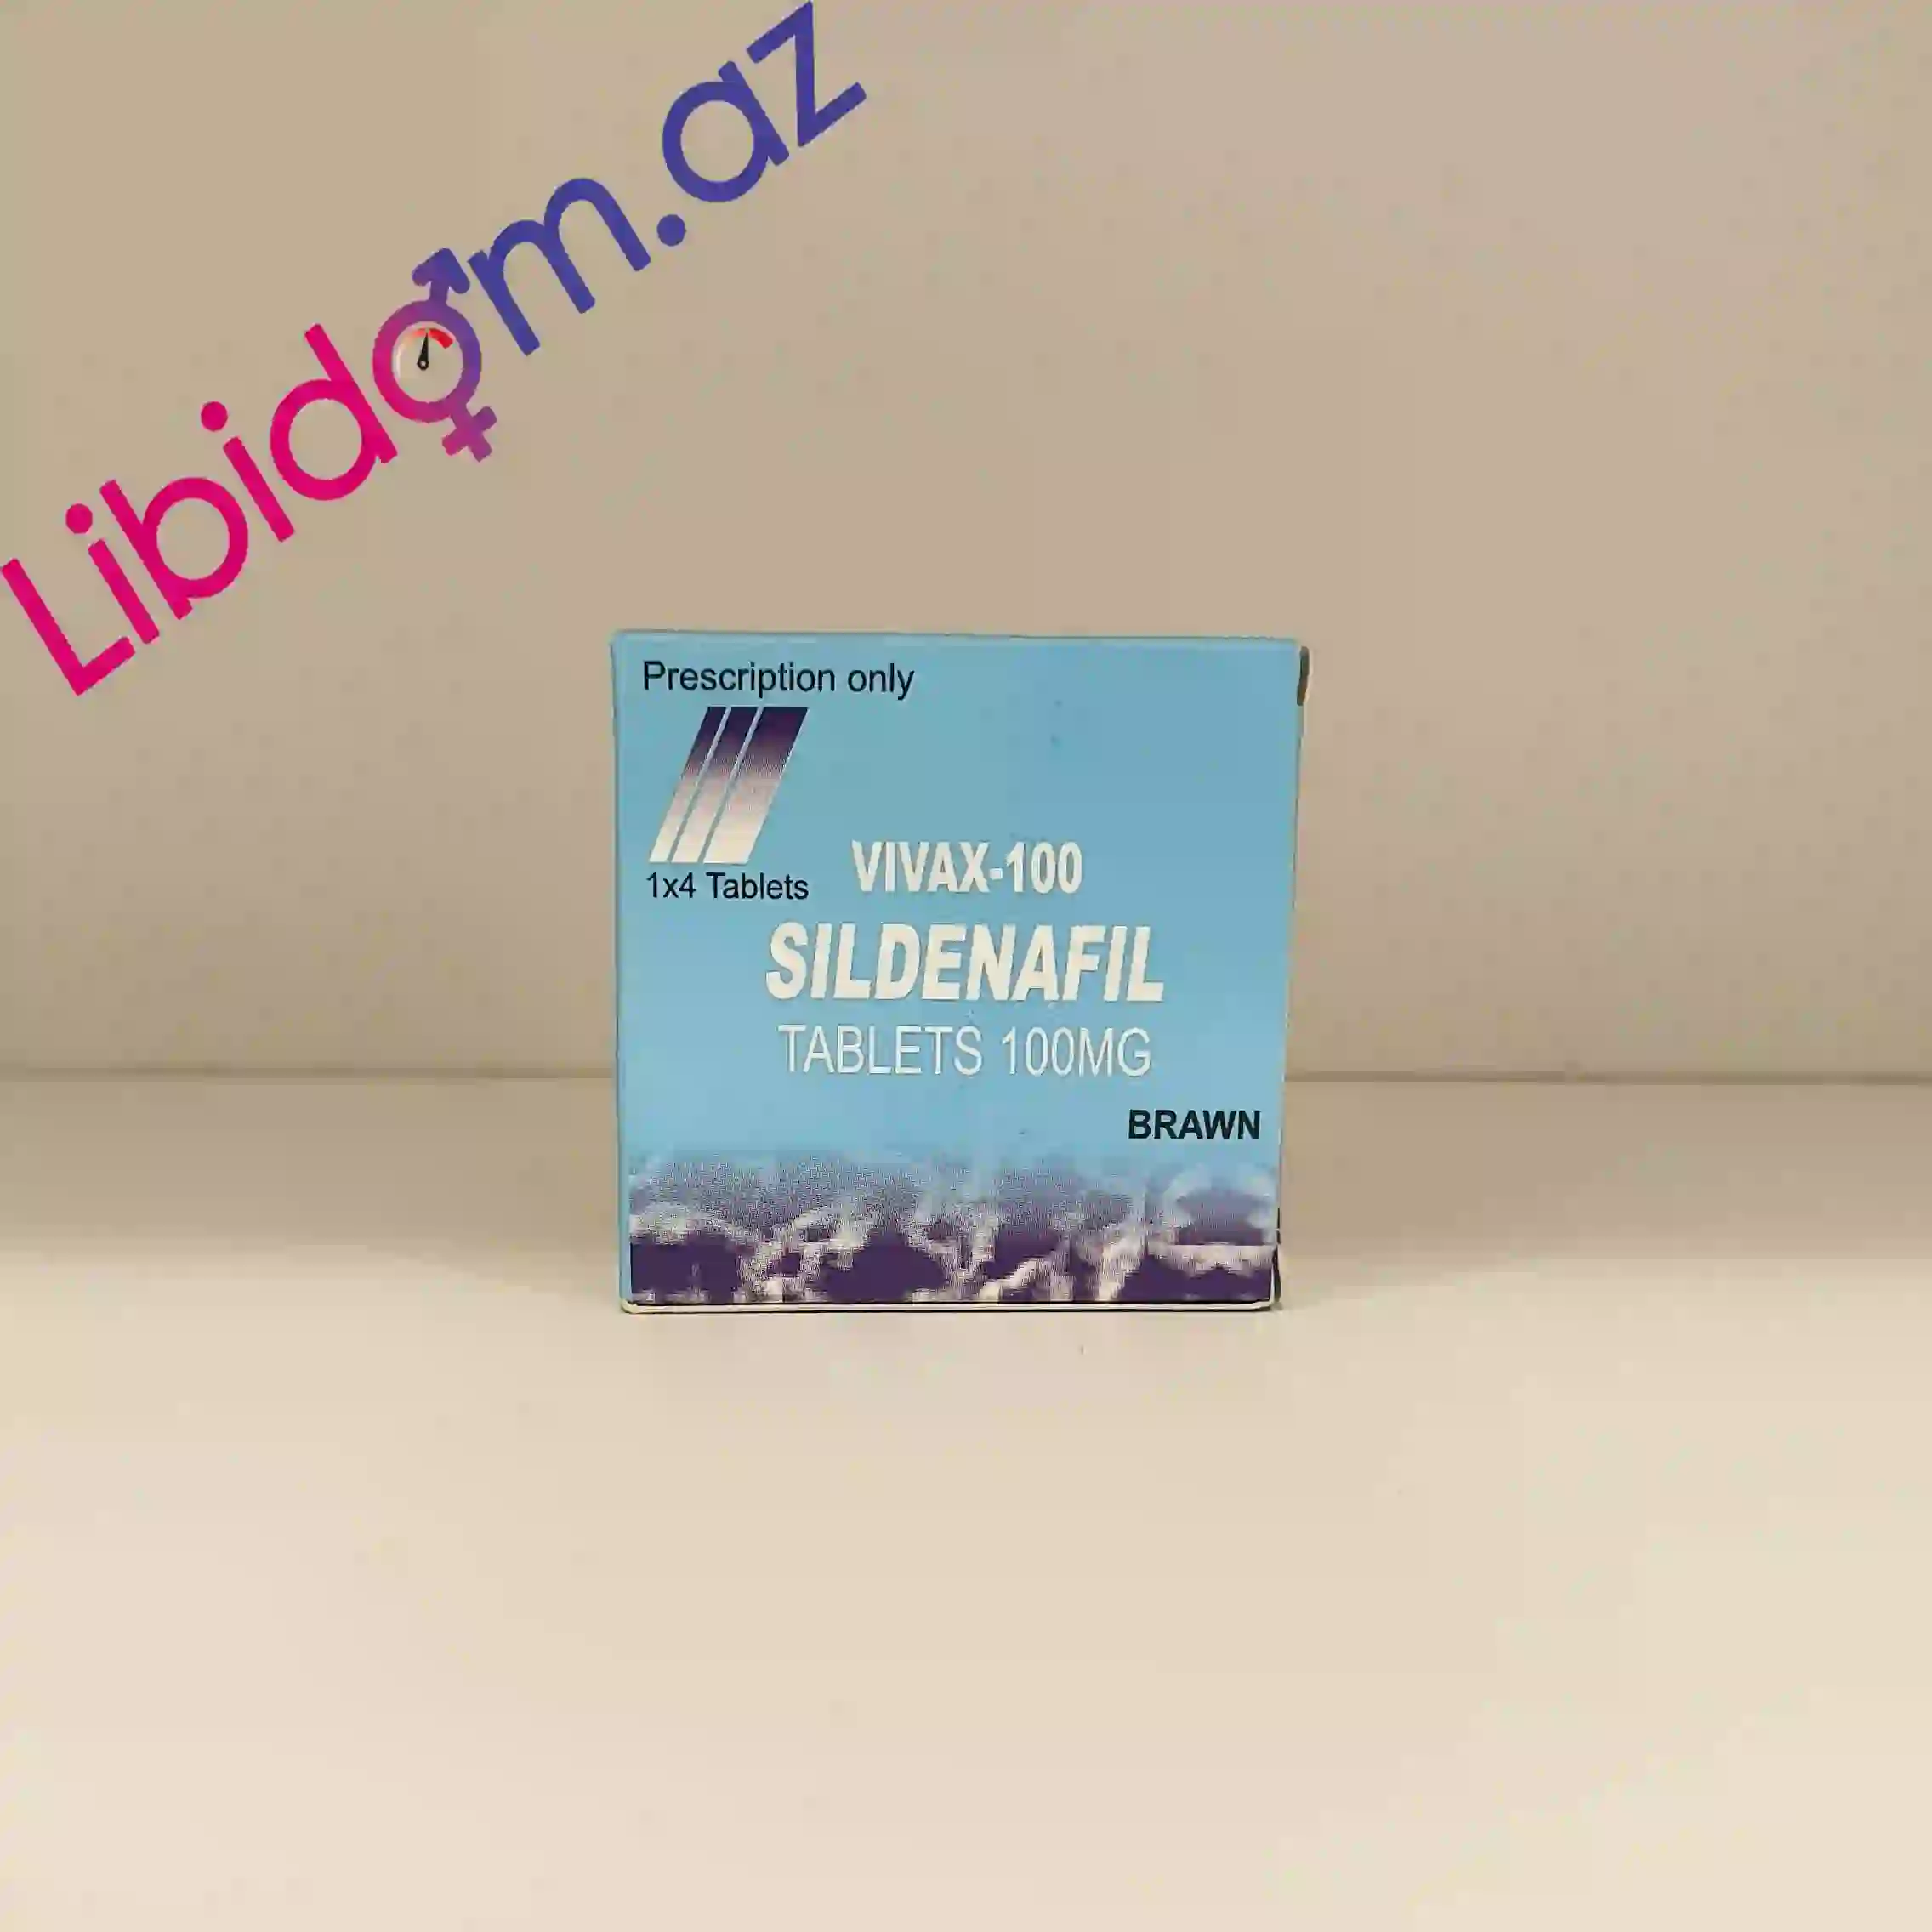 Libidom.az
Prescription only
1x4 Tablets
VIVAX-100
SILDENAFIL
TABLETS 100MG
BRAWN